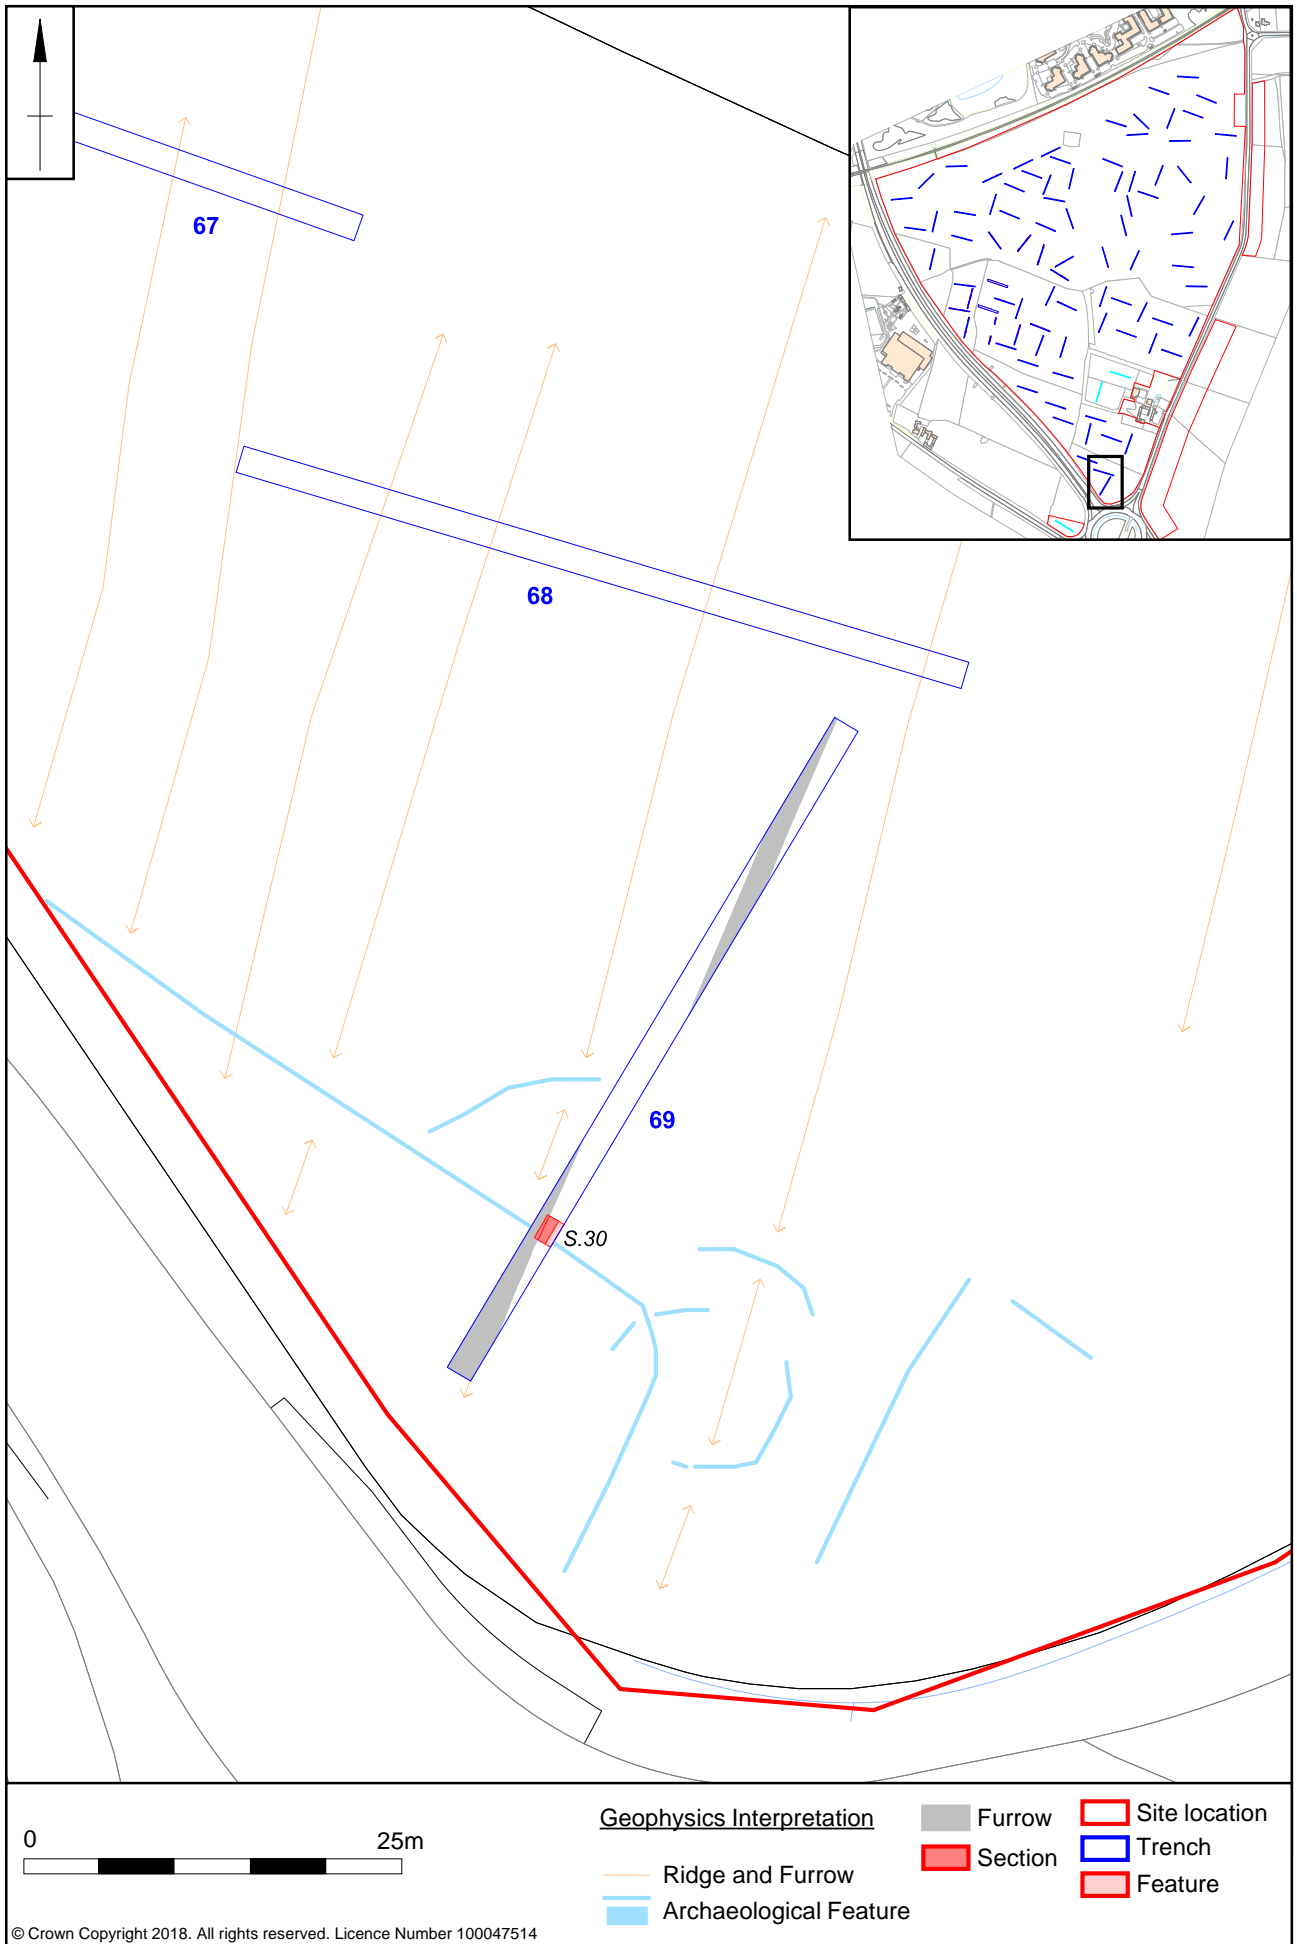 67
68
69
S.30
0 25m
Geophysics Interpretation
Ridge and Furrow
Archaeological Feature
Furrow
Section
Site location
Trench
Feature
© Crown Copyright 2018. All rights reserved. Licence Number 100047514